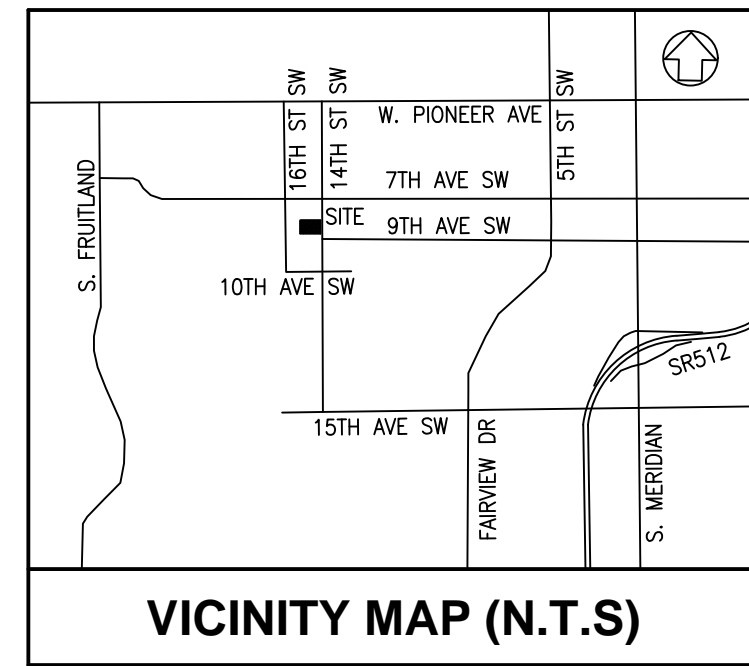 16TH ST SW
14TH ST SW
5TH ST SW
W. PIONEER AVE
S. FRUITLAND
7TH AVE SW
SITE
9TH AVE SW
10TH AVE SW
SR512
15TH AVE SW
FAIRVIEW DR
S. MERIDIAN
VICINITY MAP (N.T.S)